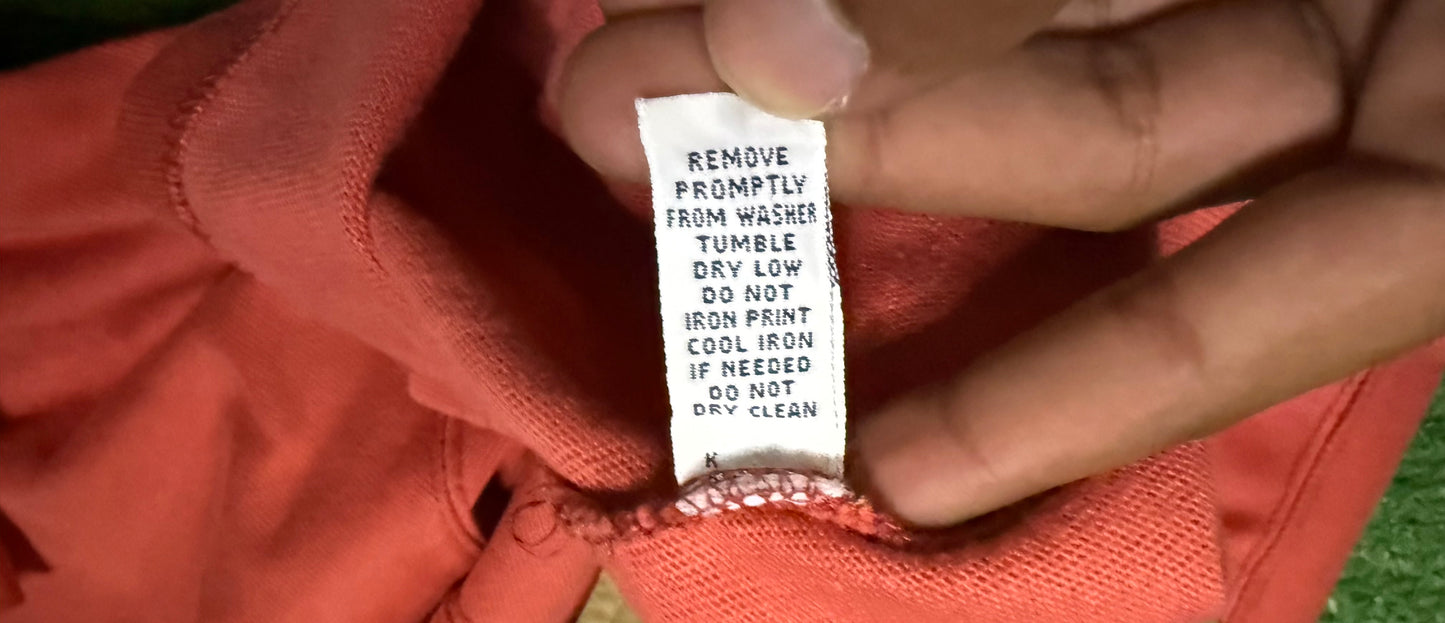 REMOVE
PROMPTLY
FROM WASHER
TUMBLE
DRY LOW
DO NOT
IRON PRINT
COOL IRON
IF NEEDED
DO NOT
DRY CLEAN
K